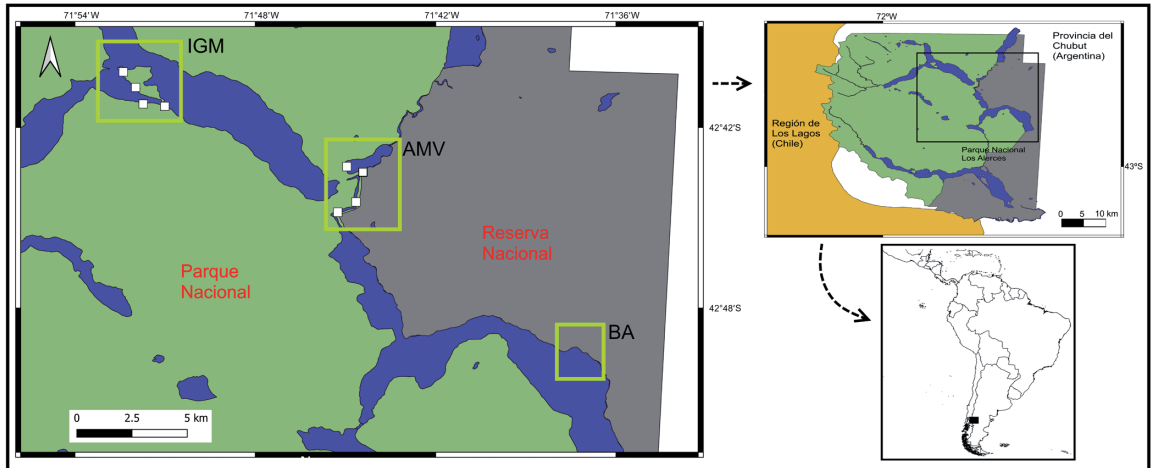 71°54'W
71°48'W
71°42'W
71°36'W
IGM
AMV
42°42'S
42°48'S
Reserva
Nacional
Parque
Nacional
BA
0
2.5
5 km
72°W
Provincia del
Chubut
(Argentina)
Región de
Los Lagos
(Chile)
Parque Nacional
Los Alerces
43°S
0
5
10 km